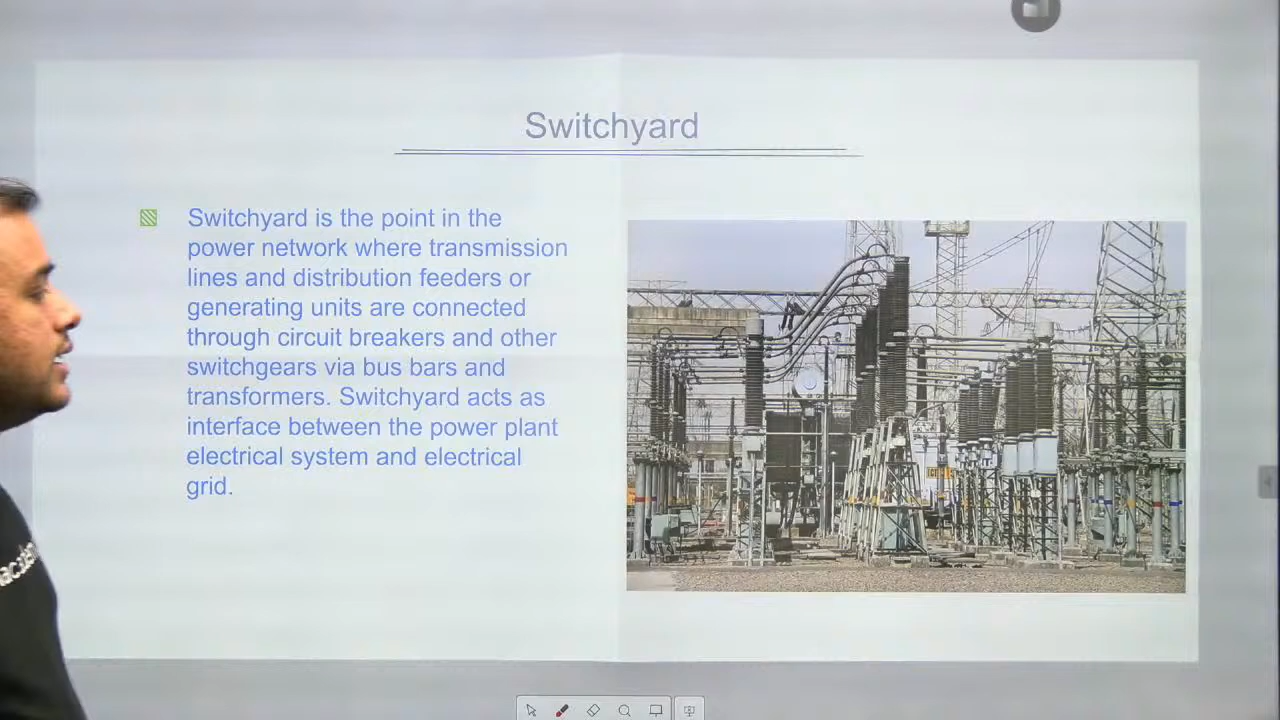 Switchyard
Switchyard is the point in the
power network where transmission
lines and distribution feeders or
generating units are connected
through circuit breakers and other
switchgears via bus bars and
transformers. Switchyard acts as
interface between the power plant
electrical system and electrical
grid.